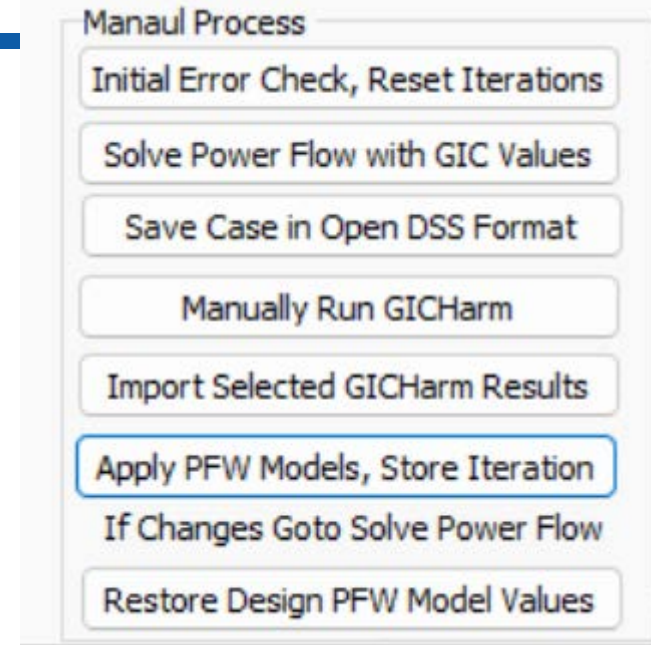 Manaul Process
Initial Error Check, Reset Iterations
Solve Power Flow with GIC Values
Save Case in Open DSS Format
Manually Run GICHarm
Import Selected GICHarm Results
Apply PFW Models, Store Iteration
If Changes Goto Solve Power Flow
Restore Design PFW Model Values